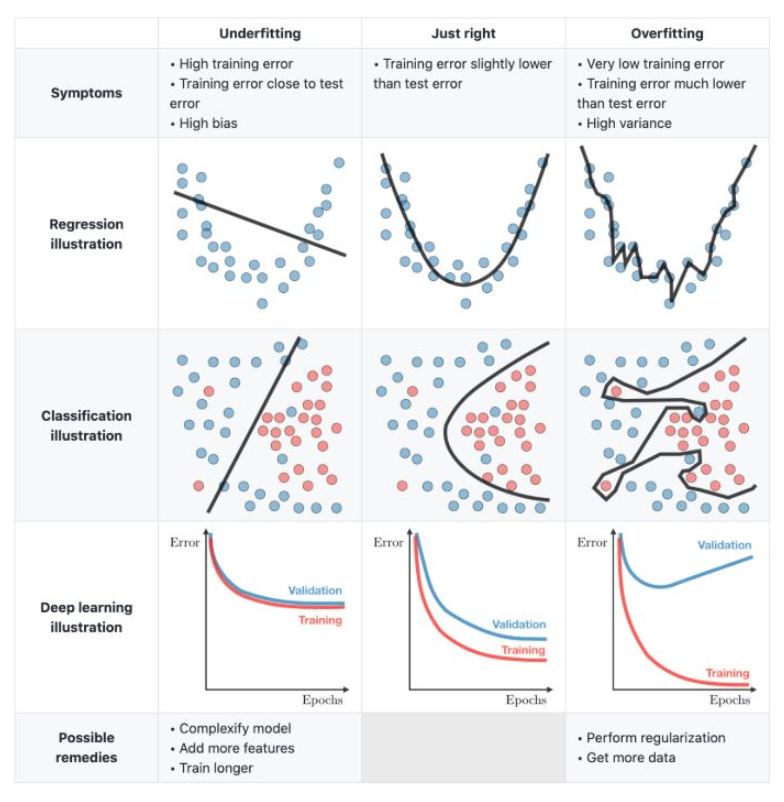 Underfitting
Just right
Overfitting
Symptoms
• High training error
• Training error close to test
error
• High bias
• Training error slightly lower
than test error
• Very low training error
• Training error much lower
than test error
• High variance
Regression
illustration
Classification
illustration
Deep learning
illustration
Error
Validation
Training
Epochs
Error
Validation
Training
Epochs
Error
Validation
Training
Epochs
Possible
remedies
• Complexify model
• Add more features
• Train longer
• Perform regularization
• Get more data